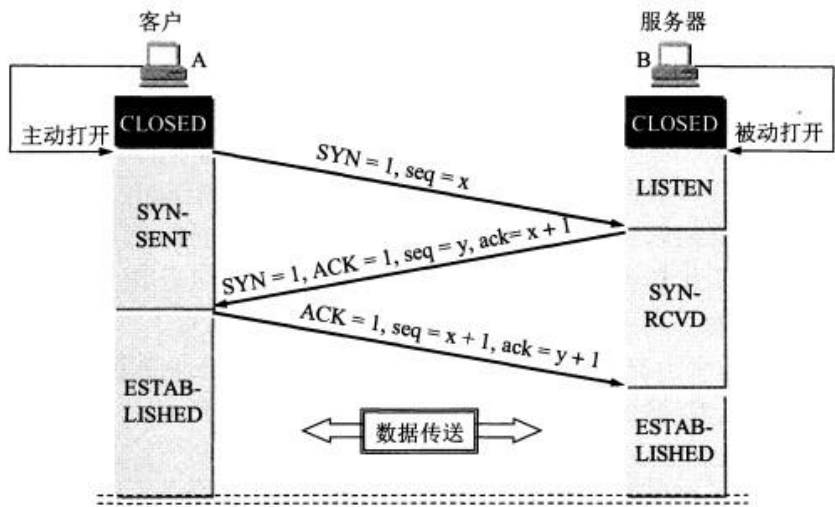 客户
服务器
A
B
CLOSED
CLOSED
主动打开
被动打开
SYN = 1, seq = x
LISTEN
SYN-
SENT
SYN = 1, ACK = 1, seq = y, ack= x + 1
SYN-
RCVD
ACK = 1, seq = x + 1, ack = y + 1
ESTAB-
LISHED
数据传送
ESTAB-
LISHED